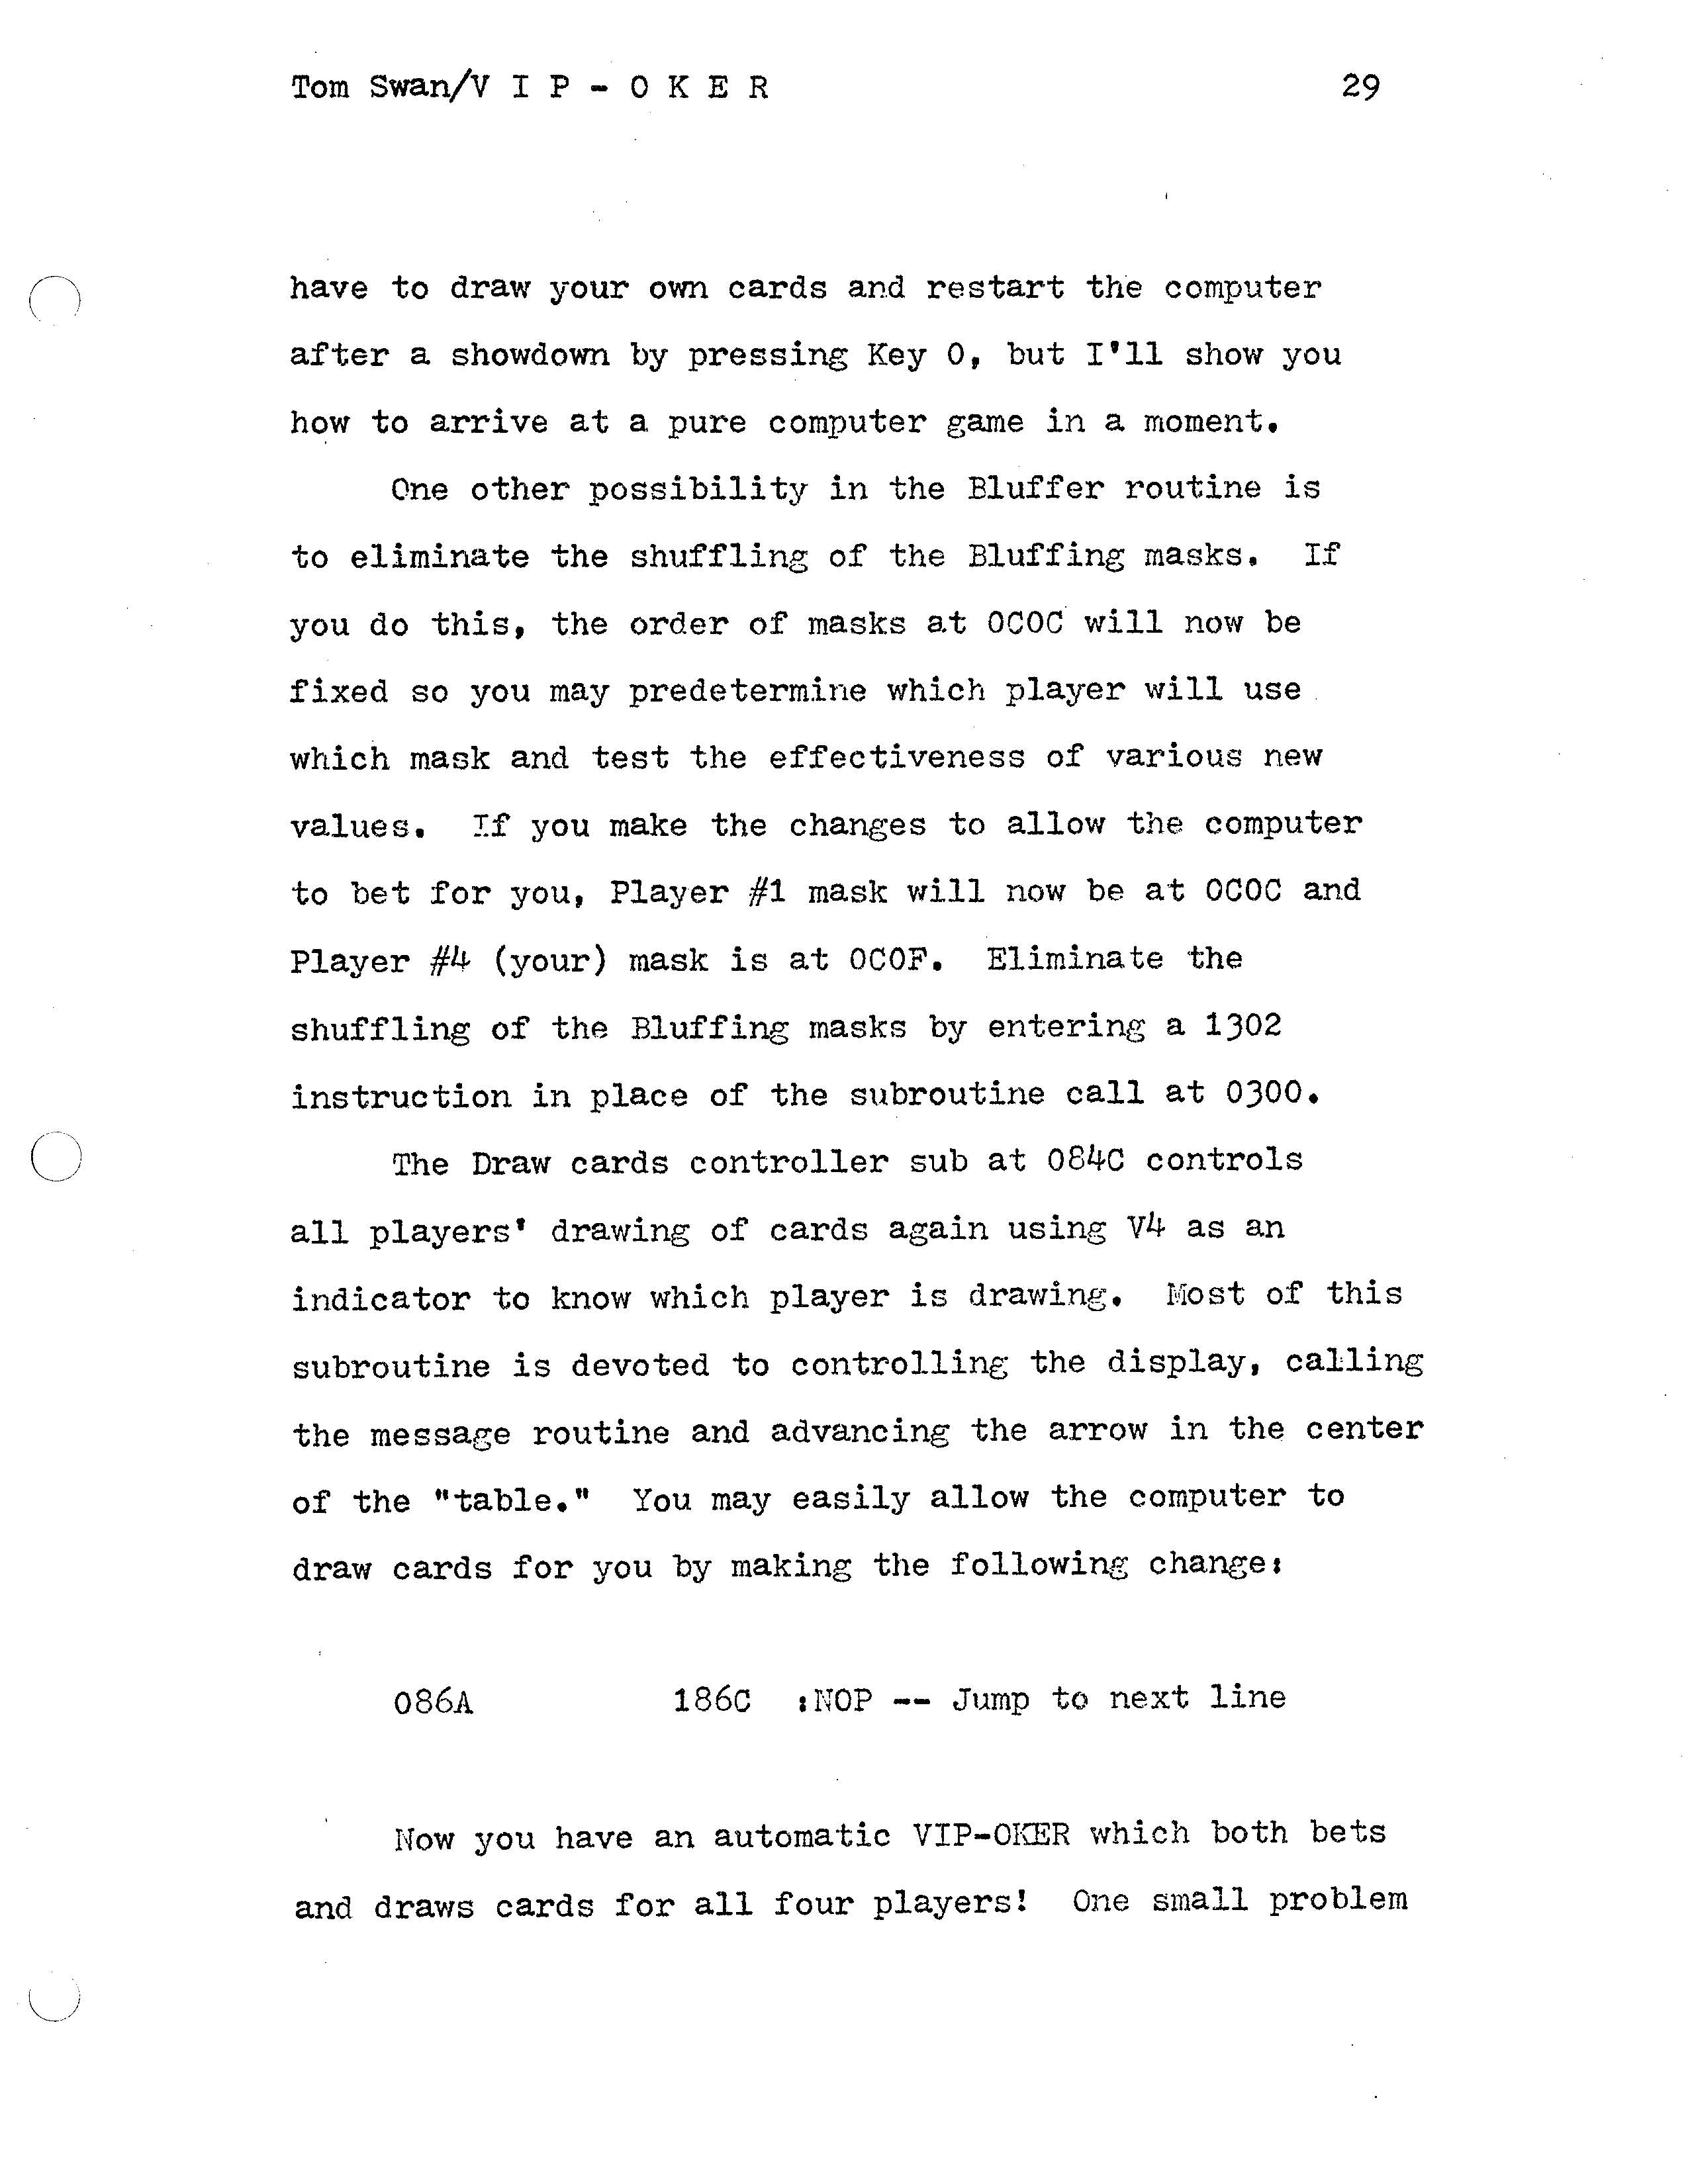 Tom Swan/V I P - O K E R 29
have to draw your own cards and restart the computer
after a showdown by pressing Key 0, but I'll show you
how to arrive at a pure computer game in a moment.
One other possibility in the Bluffer routine is
to eliminate the shuffling of the Bluffing masks.  If
you do this, the order of masks at 0C0C will now be
fixed so you may predetermine which player will use
which mask and test the effectiveness of various new
values.  If you make the changes to allow the computer
to bet for you, Player #1 mask will now be at 0C0C and
Player #4 (your) mask is at 0C0F.  Eliminate the
shuffling of the Bluffing masks by entering a 1302
instruction in place of the subroutine call at 0300.
The Draw cards controller sub at 084C controls
all players' drawing of cards again using V4 as an
indicator to know which player is drawing.  Most of this
subroutine is devoted to controlling the display, calling
the message routine and advancing the arrow in the center
of the "table."  You may easily allow the computer to
draw cards for you by making the following change:
086A 186C :NOP -- Jump to next line
Now you have an automatic VIP-OKER which both bets
and draws cards for all four players!  One small problem